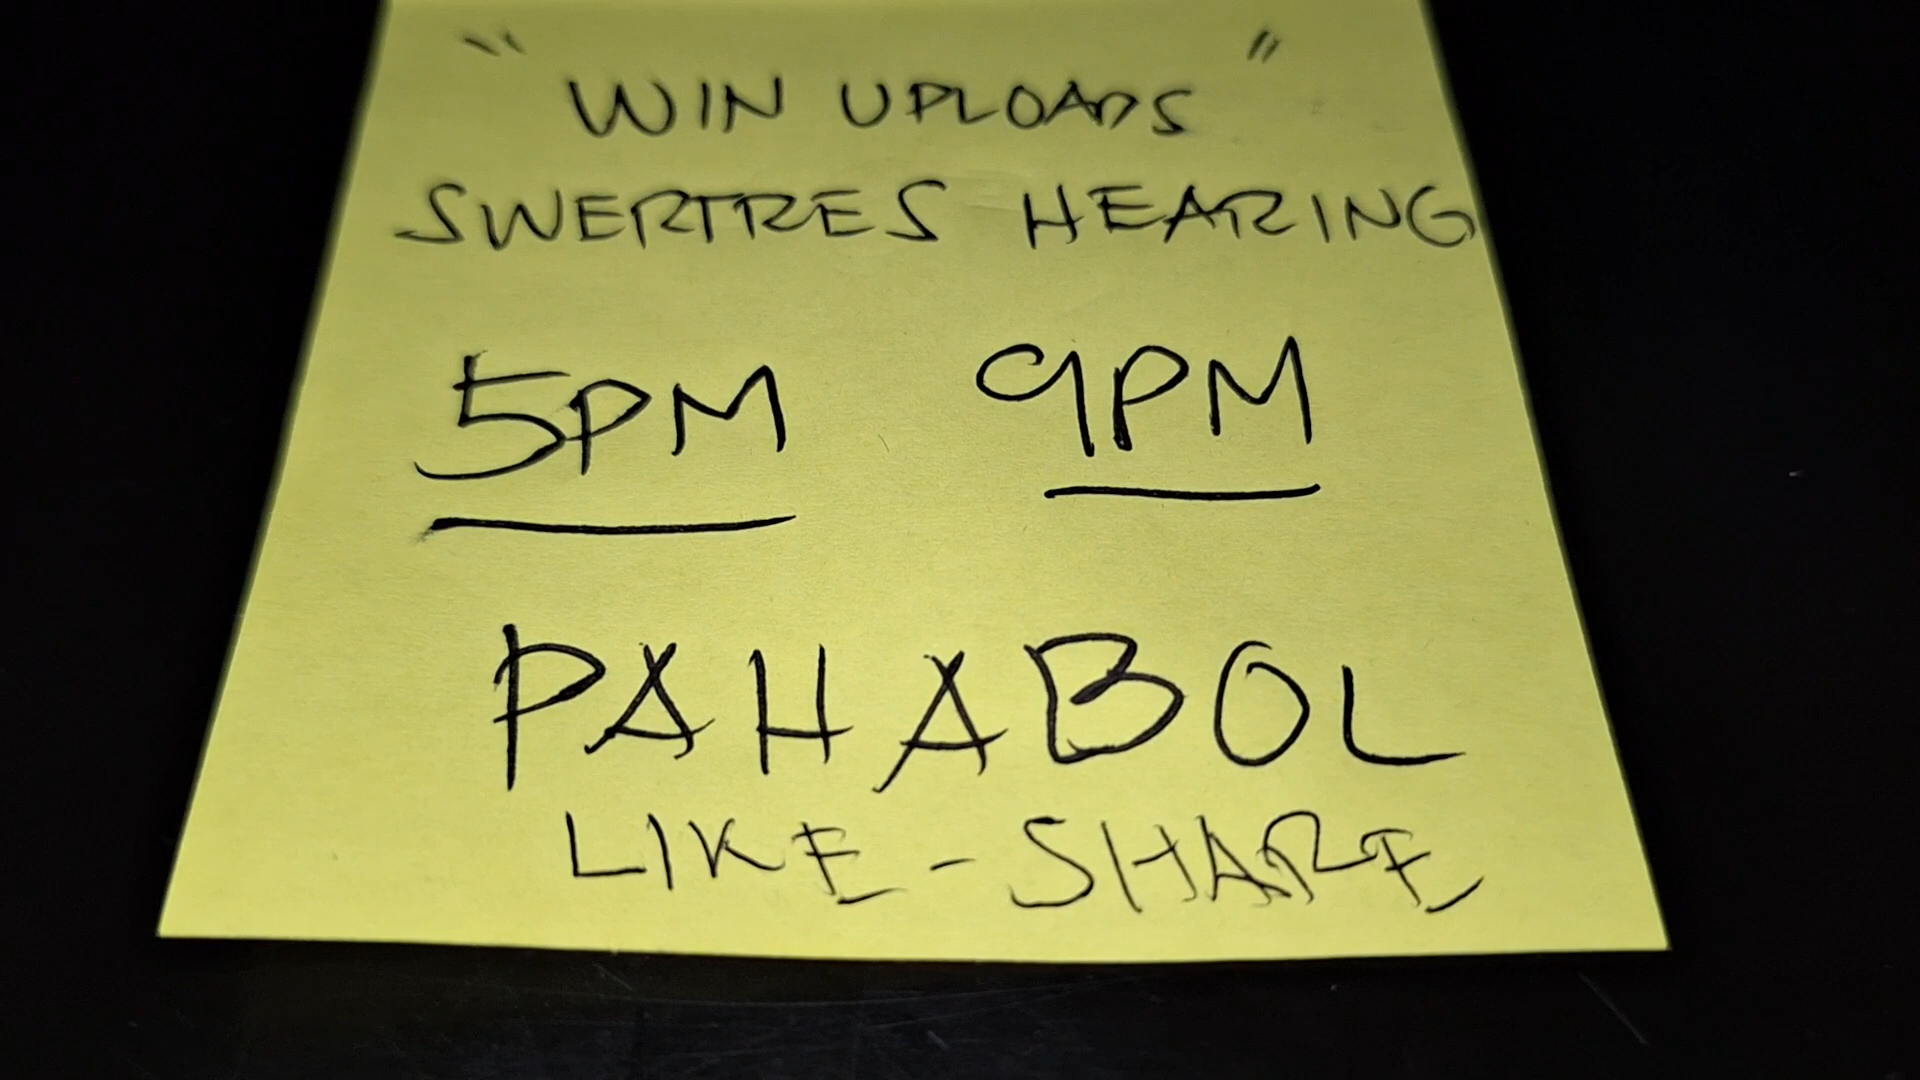 " WIN UPLOADS "
SWERTRES HEARING
5PM 9PM
PAHABOL
LIKE - SHARE